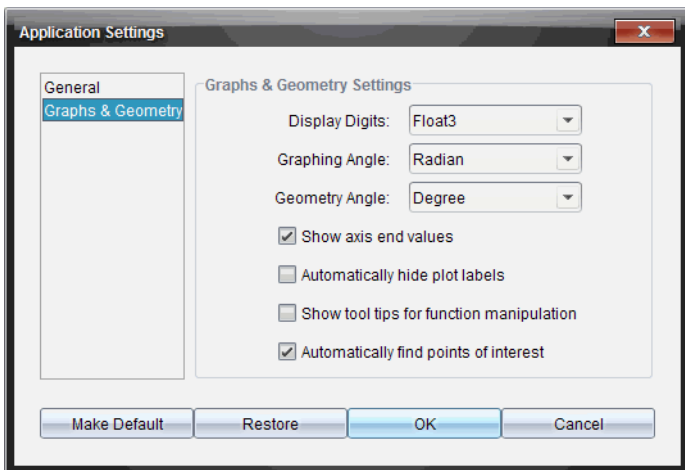 Application Settings
General
Graphs & Geometry
Graphs & Geometry Settings
Display Digits: Float3
Graphing Angle: Radian
Geometry Angle: Degree
Show axis end values
Automatically hide plot labels
Show tool tips for function manipulation
Automatically find points of interest
Make Default Restore OK Cancel